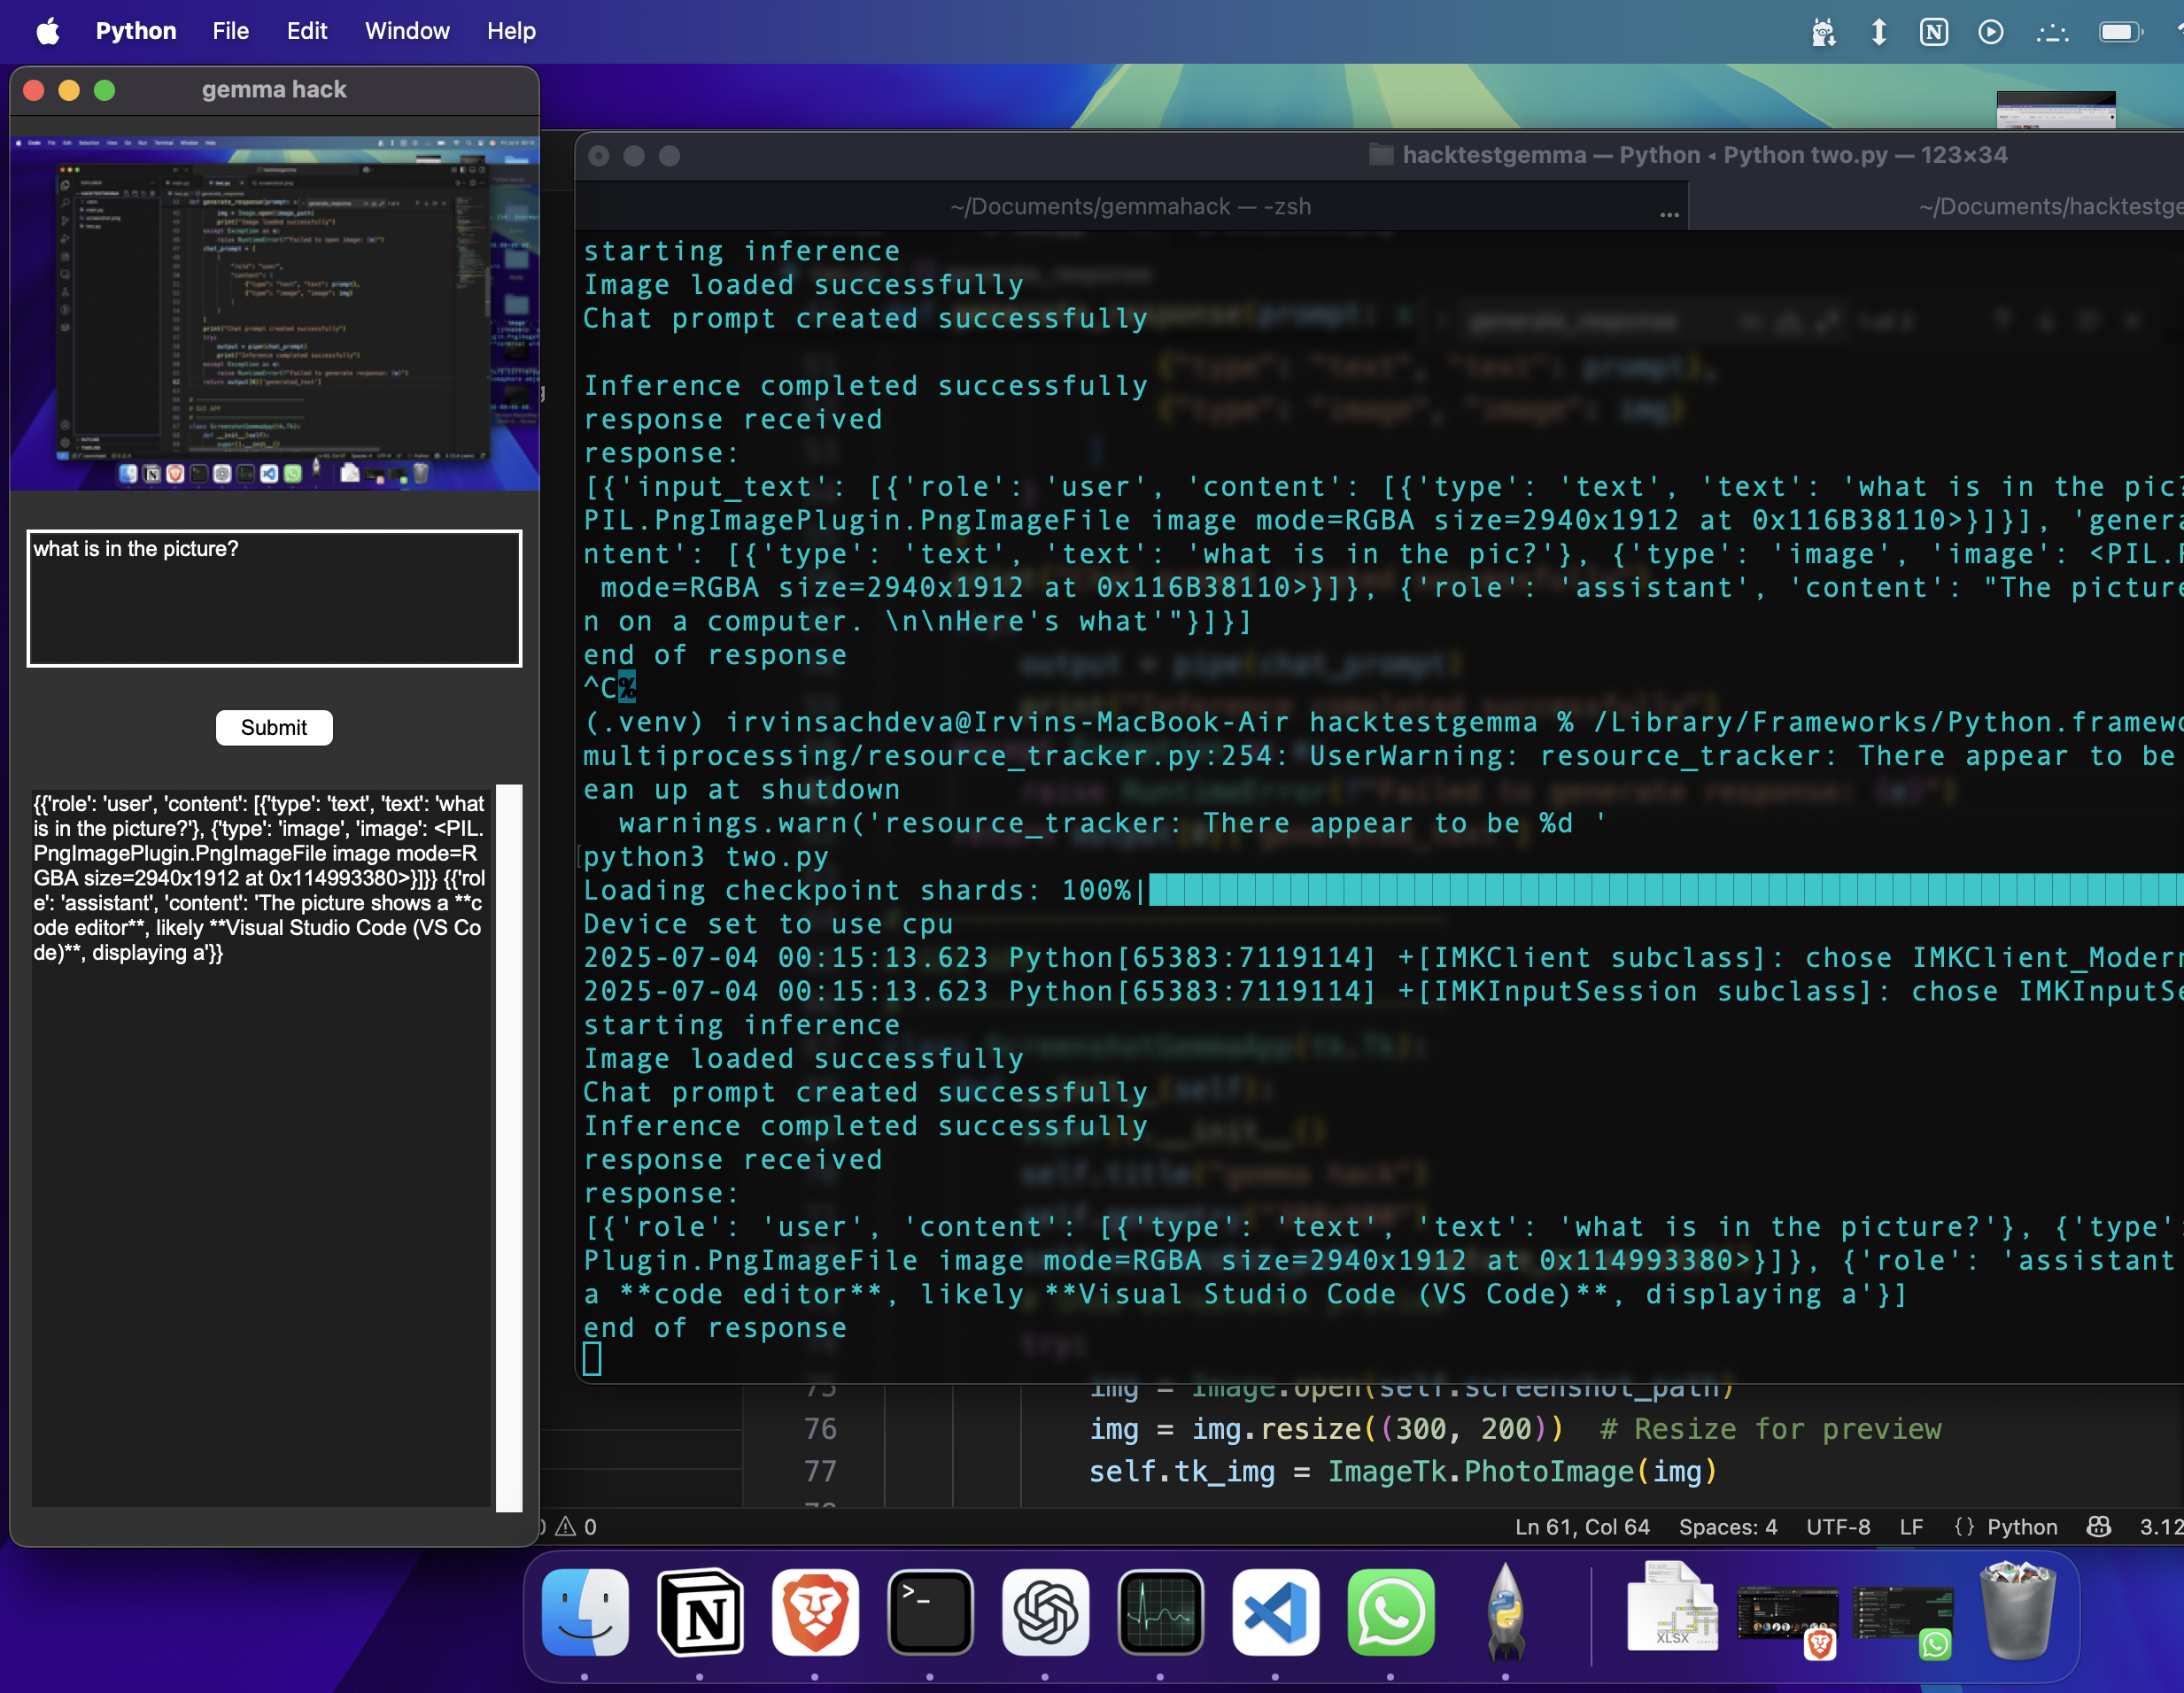 Python File Edit Window Help
gemma hack
what is in the picture?
Submit
{{'role': 'user', 'content': [{'type': 'text', 'text': 'what
is in the picture?'}, {'type': 'image', 'image': <PIL.
PngImagePlugin.PngImageFile image mode=R
GBA size=2940x1912 at 0x114993380>}]}} {{'rol
e': 'assistant', 'content': 'The picture shows a **c
ode editor**, likely **Visual Studio Code (VS Co
de)**, displaying a'}}
hacktestgemma — Python ◂ Python two.py — 123×34
~/Documents/gemmahack — -zsh
~/Documents/hacktestge
starting inference
Image loaded successfully
Chat prompt created successfully
Inference completed successfully
response received
response:
[{'input_text': [{'role': 'user', 'content': [{'type': 'text', 'text': 'what is in the pic?
PIL.PngImagePlugin.PngImageFile image mode=RGBA size=2940x1912 at 0x116B38110>}]}], 'genera
ntent': [{'type': 'text', 'text': 'what is in the pic?'}, {'type': 'image', 'image': <PIL.P
mode=RGBA size=2940x1912 at 0x116B38110>}]}, {'role': 'assistant', 'content': "The picture
n on a computer. \n\nHere's what'"}]}]
end of response
^C%
(.venv) irvinsachdeva@Irvins-MacBook-Air hacktestgemma % /Library/Frameworks/Python.framewo
multiprocessing/resource_tracker.py:254: UserWarning: resource_tracker: There appear to be
ean up at shutdown
warnings.warn('resource_tracker: There appear to be %d '
python3 two.py
Loading checkpoint shards: 100%|
Device set to use cpu
2025-07-04 00:15:13.623 Python[65383:7119114] +[IMKClient subclass]: chose IMKClient_Modern
2025-07-04 00:15:13.623 Python[65383:7119114] +[IMKInputSession subclass]: chose IMKInputSe
starting inference
Image loaded successfully
Chat prompt created successfully
Inference completed successfully
response received
response:
[{'role': 'user', 'content': [{'type': 'text', 'text': 'what is in the picture?'}, {'type'
Plugin.PngImageFile image mode=RGBA size=2940x1912 at 0x114993380>}]}, {'role': 'assistant
a **code editor**, likely **Visual Studio Code (VS Code)**, displaying a'}]
end of response
75 img = Image.open(self.screenshot_path)
76 img = img.resize((300, 200)) # Resize for preview
77 self.tk_img = ImageTk.PhotoImage(img)
0 Ln 61, Col 64 Spaces: 4 UTF-8 LF {} Python 3.12
XLSX